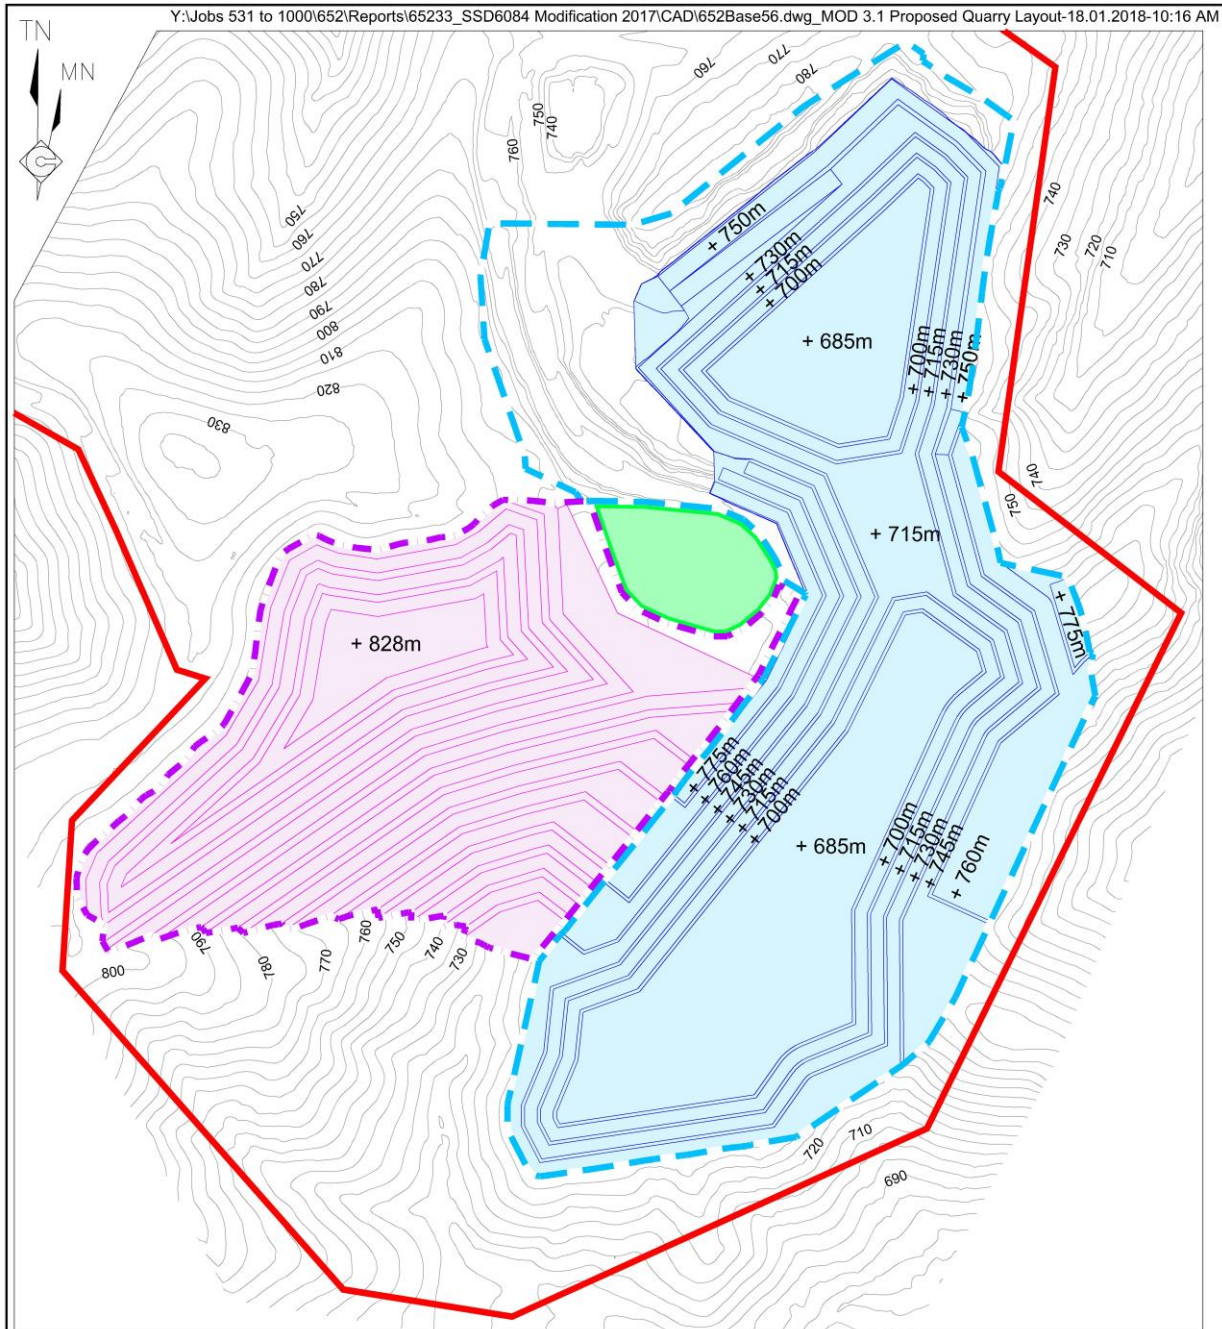 Y:\Jobs 531 to 1000\652\Reports\65233_SSD6084 Modification 2017\CAD\652Base56.dwg_MOD 3.1 Proposed Quarry Layout-18.01.2018-10:16 AM
TN
MN
760
770
780
750
740
760
740
730
720
710
750
760
770
780
790
800
810
820
830
+ 750m
+ 730m
+ 715m
+ 700m
+ 685m
+ 700m
+ 715m
+ 730m
+ 750m
740
750
+ 715m
+ 775m
+ 828m
+ 775m
+ 760m
+ 745m
+ 730m
+ 715m
+ 700m
+ 685m
+ 700m
+ 715m
+ 730m
+ 745m
+ 760m
800
790
780
770
760
750
740
730
720
710
690